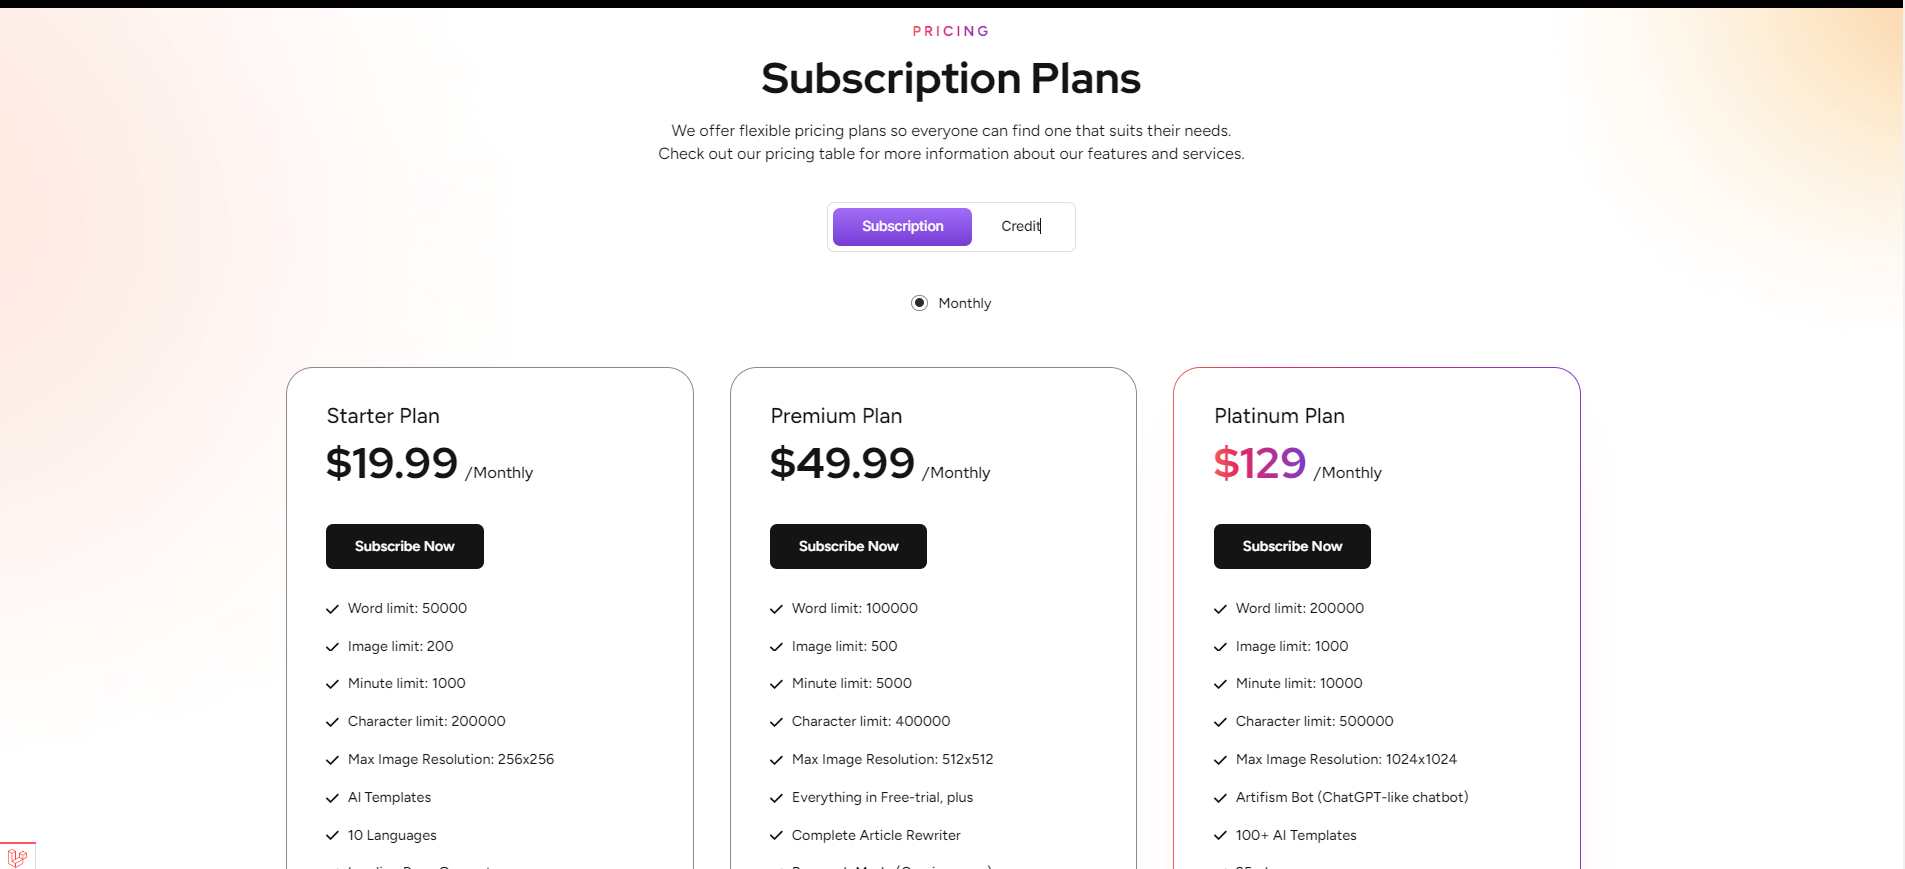 PRICING
Subscription Plans
We offer flexible pricing plans so everyone can find one that suits their needs.
Check out our pricing table for more information about our features and services.
Subscription
Credit
Monthly
Starter Plan
$19.99 /Monthly
Subscribe Now
Word limit: 50000
Image limit: 200
Minute limit: 1000
Character limit: 200000
Max Image Resolution: 256x256
AI Templates
10 Languages
Premium Plan
$49.99 /Monthly
Subscribe Now
Word limit: 100000
Image limit: 500
Minute limit: 5000
Character limit: 400000
Max Image Resolution: 512x512
Everything in Free-trial, plus
Complete Article Rewriter
Platinum Plan
$129 /Monthly
Subscribe Now
Word limit: 200000
Image limit: 1000
Minute limit: 10000
Character limit: 500000
Max Image Resolution: 1024x1024
Artifism Bot (ChatGPT-like chatbot)
100+ AI Templates